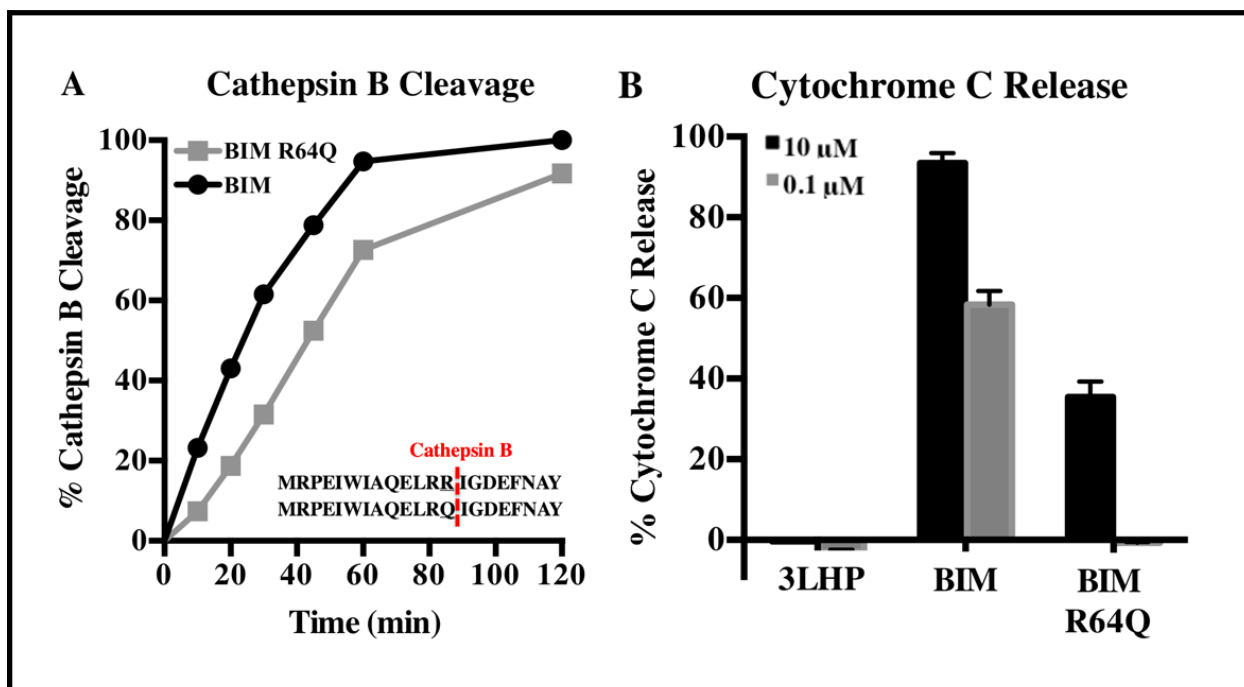 A Cathepsin B Cleavage
% Cathepsin B Cleavage
100
80
60
40
20
0
BIM R64Q
BIM
Cathepsin B
MRPEIWIAQELRR IGDEFNAY
MRPEIWIAQELRQ IGDEFNAY
0 20 40 60 80 100 120
Time (min)
B Cytochrome C Release
% Cytochrome C Release
100
80
60
40
20
0
10 µM
0.1 µM
3LHP BIM BIM
R64Q